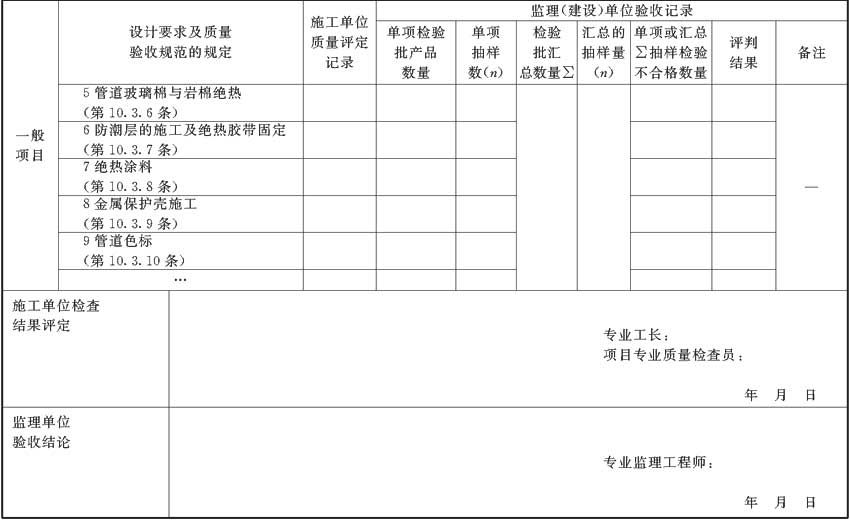 设计要求及质量
验收规范的规定
施工单位
质量评定
记录
监理(建设)单位验收记录
单项检验
批产品
数量
单项
抽样
数(n)
检验
批汇
总数量∑
汇总的
抽样量
(n)
单项或汇总
∑抽样检验
不合格数量
评判
结果
备注
一般
项目
5 管道玻璃棉与岩棉绝热
(第 10.3.6 条)
6 防潮层的施工及绝热胶带固定
(第 10.3.7 条)
7 绝热涂料
(第 10.3.8 条)
8 金属保护壳施工
(第 10.3.9 条)
9 管道色标
(第 10.3.10 条)
…
—
施工单位检查
结果评定
专业工长:
项目专业质量检查员:
年 月 日
监理单位
验收结论
专业监理工程师:
年 月 日